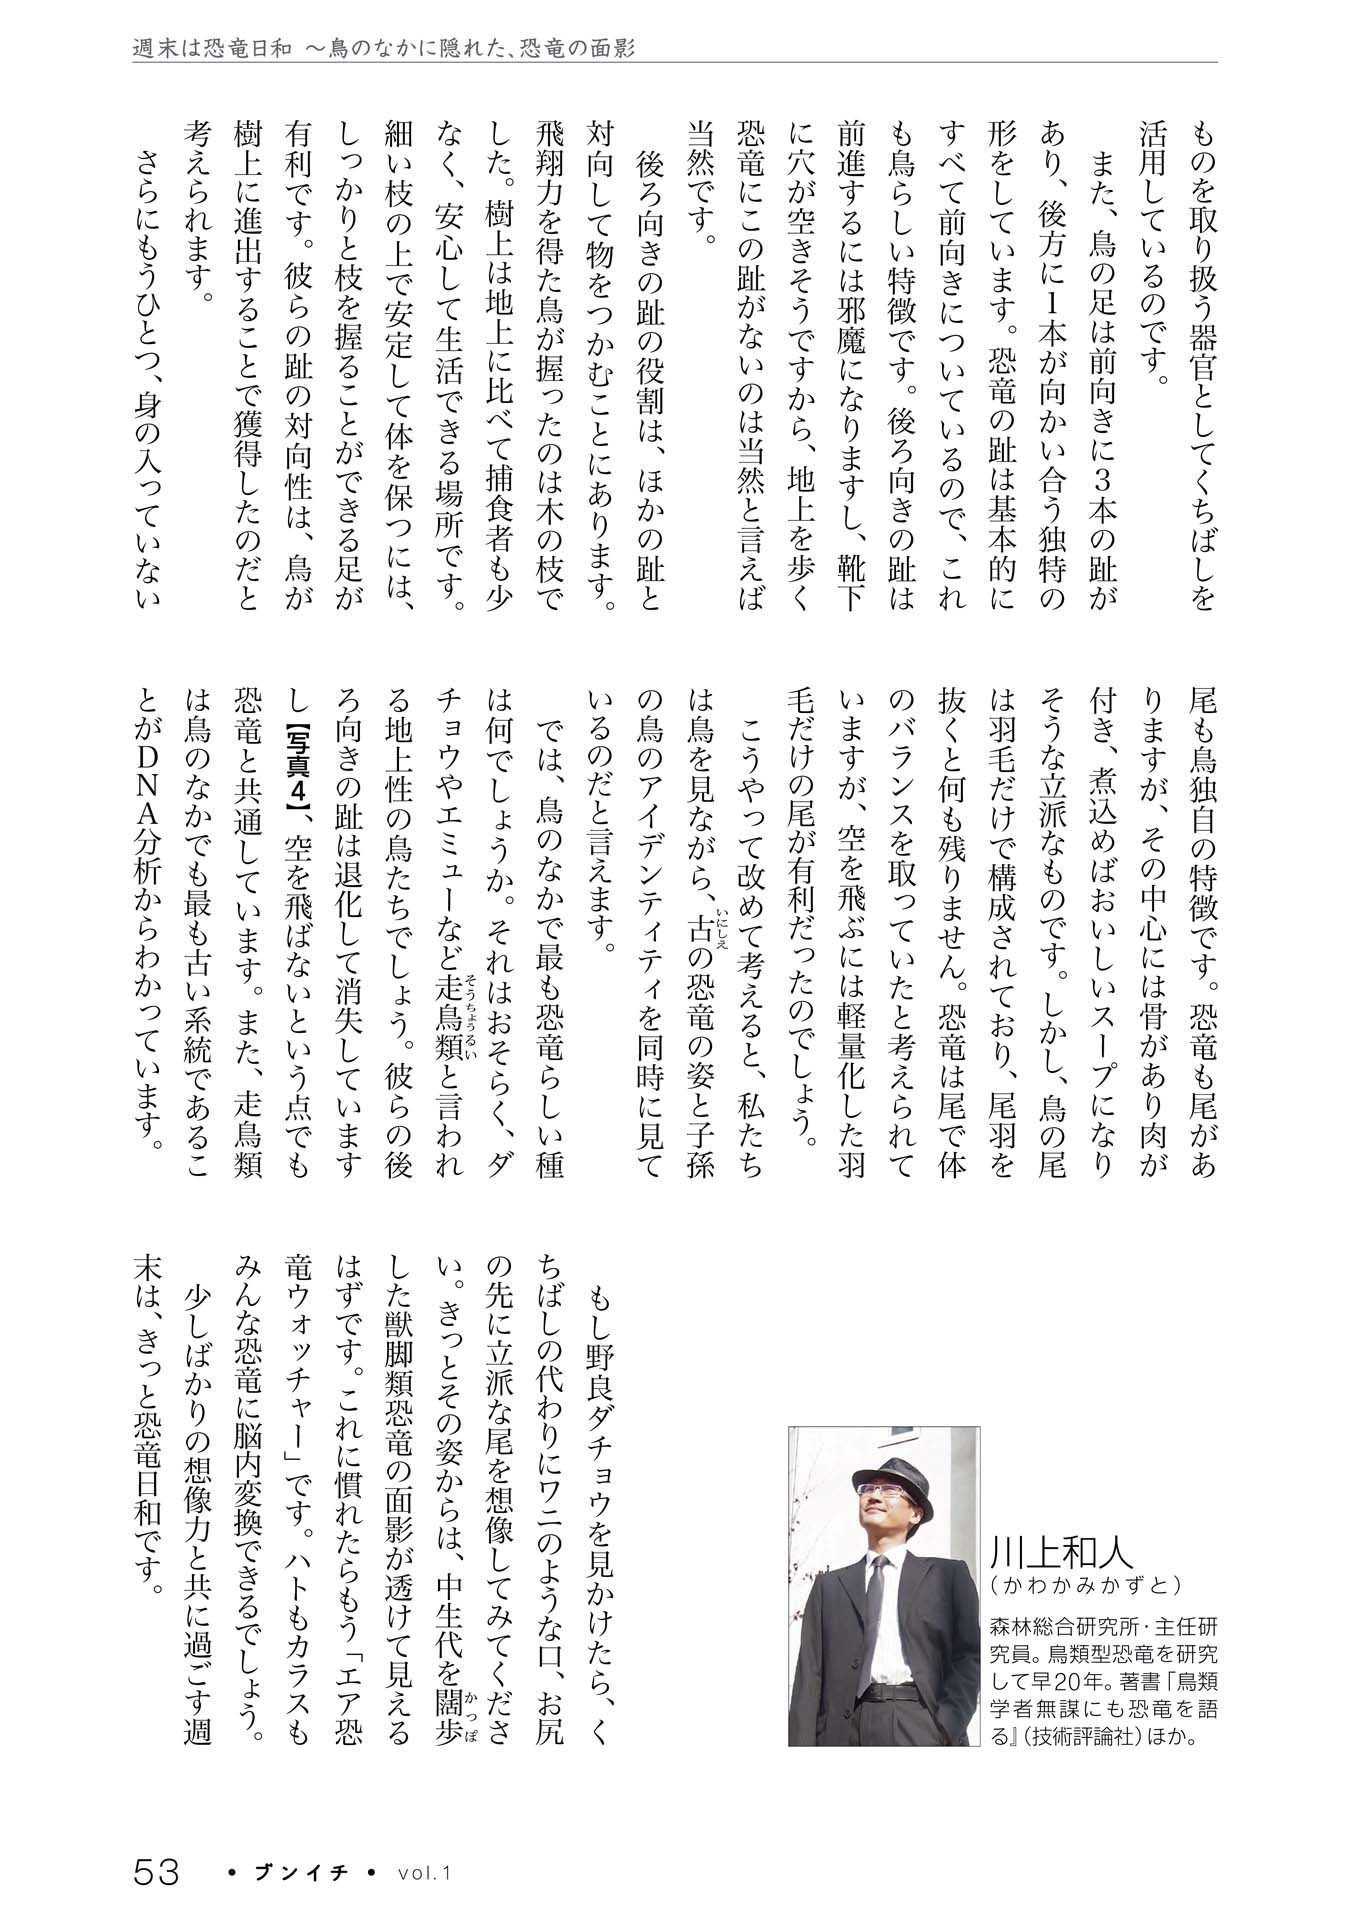 週末は恐竜日和 ～鳥のなかに隠れた、恐竜の面影
ものを取り扱う器官としてくちばしを
活用しているのです。
また、鳥の足は前向きに3本の趾が
あり、後方に1本が向かい合う独特の
形をしています。恐竜の趾は基本的に
すべて前向きについているので、これ
も鳥らしい特徴です。後ろ向きの趾は
前進するには邪魔になりますし、靴下
に穴が空きそうですから、地上を歩く
恐竜にこの趾がないのは当然と言えば
当然です。
後ろ向きの趾の役割は、ほかの趾と
対向して物をつかむことにあります。
飛翔力を得た鳥が握ったのは木の枝で
した。樹上は地上に比べて捕食者も少
なく、安心して生活できる場所です。
細い枝の上で安定して体を保つには、
しっかりと枝を握ることができる足が
有利です。彼らの趾の対向性は、鳥が
樹上に進出することで獲得したのだと
考えられます。
さらにもうひとつ、身の入っていない
尾も鳥独自の特徴です。恐竜も尾があ
りますが、その中心には骨があり肉が
付き、煮込めばおいしいスープになり
そうな立派なものです。しかし、鳥の尾
は羽毛だけで構成されており、尾羽を
抜くと何も残りません。恐竜は尾で体
のバランスを取っていたと考えられて
いますが、空を飛ぶには軽量化した羽
毛だけの尾が有利だったのでしょう。
こうやって改めて考えると、私たち
は鳥を見ながら、古いにしえの恐竜の姿と子孫
の鳥のアイデンティティを同時に見て
いるのだと言えます。
では、鳥のなかで最も恐竜らしい種
は何でしょうか。それはおそらく、ダ
チョウやエミューなど走鳥類そうちょうるいと言われ
る地上性の鳥たちでしょう。彼らの後
ろ向きの趾は退化して消失しています
し【写真4】、空を飛ばないという点でも
恐竜と共通しています。また、走鳥類
は鳥のなかでも最も古い系統であるこ
とがDNA分析からわかっています。
もし野良ダチョウを見かけたら、く
ちばしの代わりにワニのような口、お尻
の先に立派な尾を想像してみてくださ
い。きっとその姿からは、中生代を闊歩かっぽ
した獣脚類恐竜の面影が透けて見える
はずです。これに慣れたらもう「エア恐
竜ウォッチャー」です。ハトもカラスも
みんな恐竜に脳内変換できるでしょう。
少しばかりの想像力と共に過ごす週
末は、きっと恐竜日和です。
川上和人
（かわかみかずと）
森林総合研究所・主任研
究員。鳥類型恐竜を研究
して早20年。著書「鳥類
学者無謀にも恐竜を語
る』（技術評論社）ほか。
53 • ブンイチ • vol.1